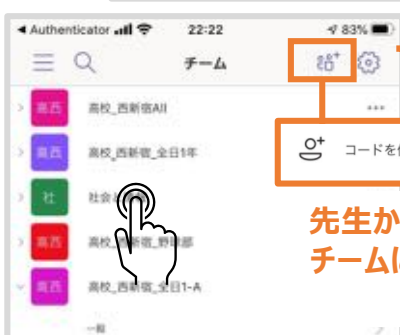 Authenticator 22:22 83%
チーム
高西 高校_西新宿All
高西 高校_西新宿_全日1年
コードを
社 社会
高西 高校_西新宿_野球部
先生か
チームに
高西 高校_西新宿_全日1-A
一般